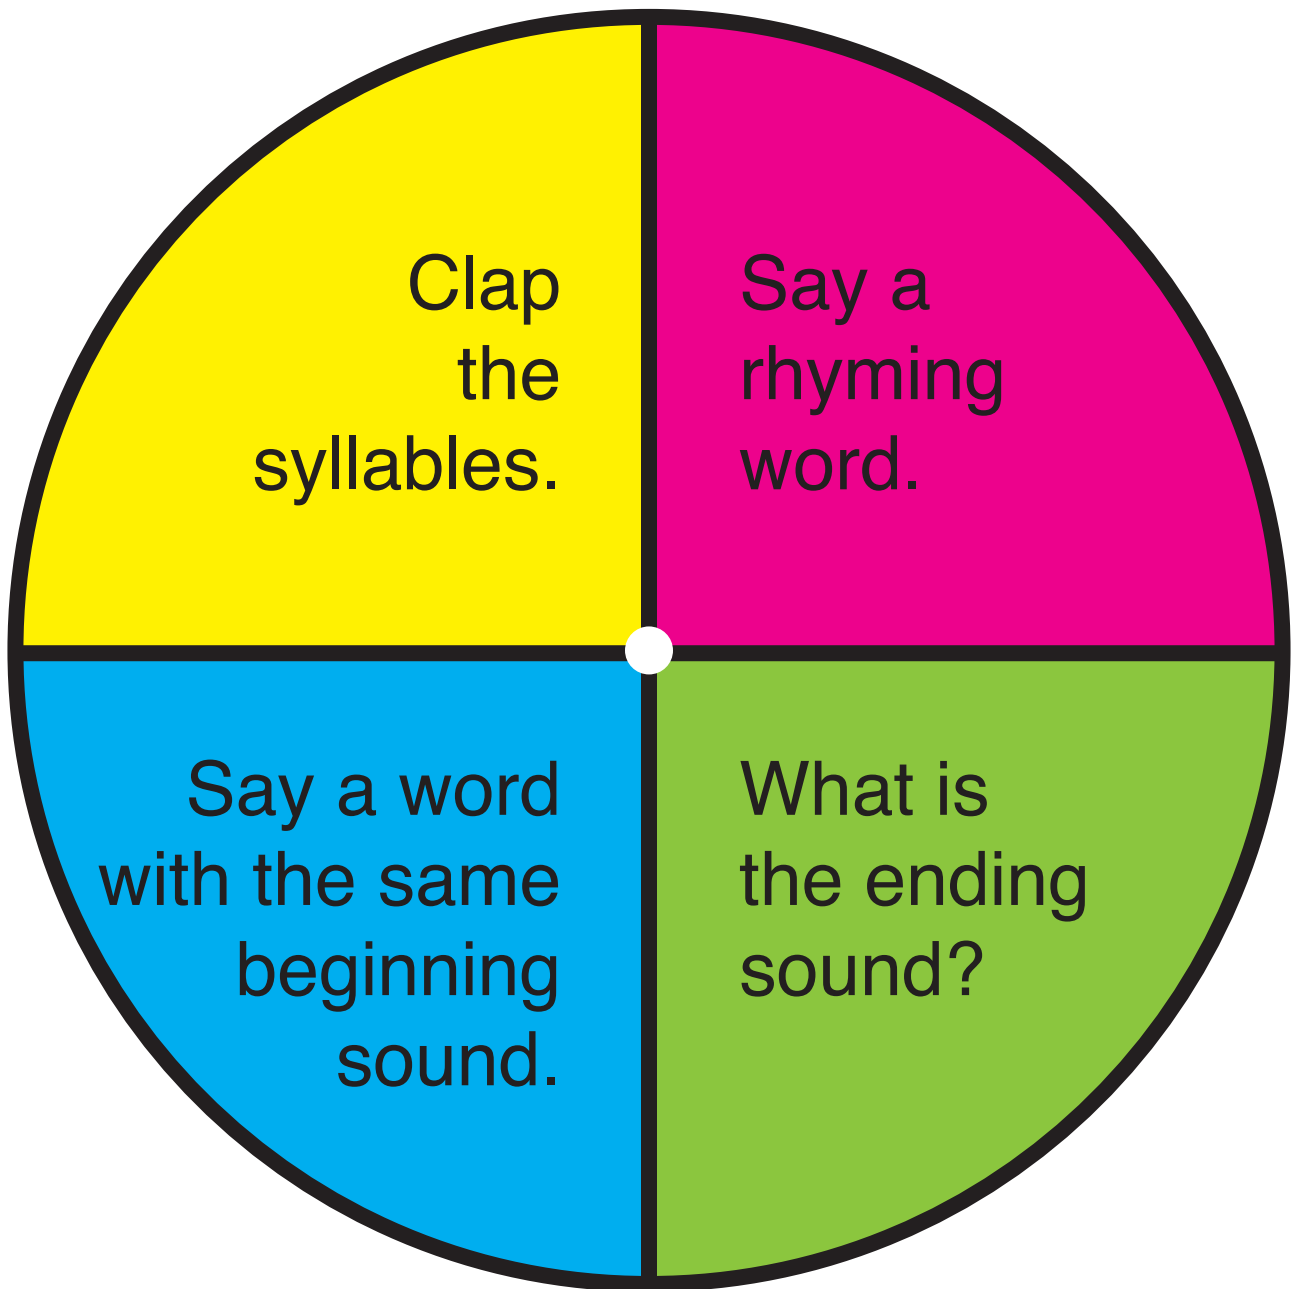 Clap
the
syllables.
Say a
rhyming
word.
Say a word
with the same
beginning
sound.
What is
the ending
sound?